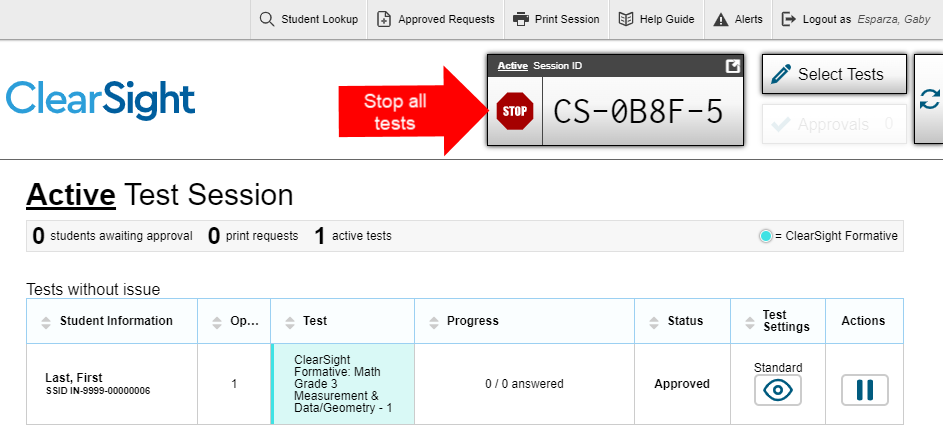 Student Lookup
Approved Requests
Print Session
Help Guide
Alerts
Logout as Esparza, Gaby
ClearSight
Stop all
tests
Active Session ID
STOP
CS-0B8F-5
Select Tests
Approvals 0
Active Test Session
0 students awaiting approval 0 print requests 1 active tests
= ClearSight Formative
Tests without issue
Student Information
Op...
Test
Progress
Status
Test
Settings
Actions
Last, First
SSID IN-9999-00000006
1
ClearSight
Formative: Math
Grade 3
Measurement &
Data/Geometry - 1
0 / 0 answered
Approved
Standard